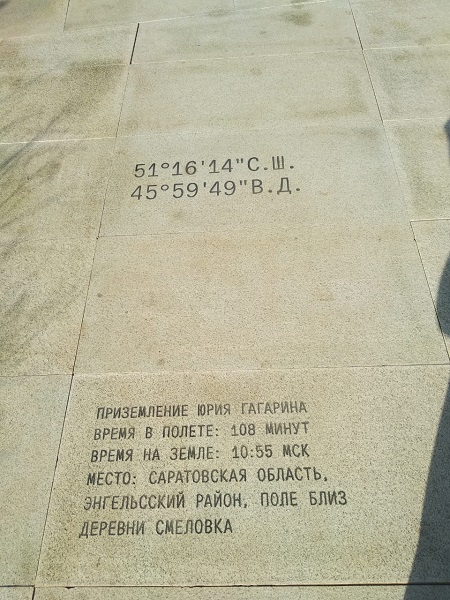 51°16'14"С.Ш.
45°59'49"В.Д.
ПРИЗЕМЛЕНИЕ ЮРИЯ ГАГАРИНА
ВРЕМЯ В ПОЛЕТЕ: 108 МИНУТ
ВРЕМЯ НА ЗЕМЛЕ: 10:55 МСК
МЕСТО: САРАТОВСКАЯ ОБЛАСТЬ,
ЭНГЕЛЬССКИЙ РАЙОН, ПОЛЕ БЛИЗ
ДЕРЕВНИ СМЕЛОВКА